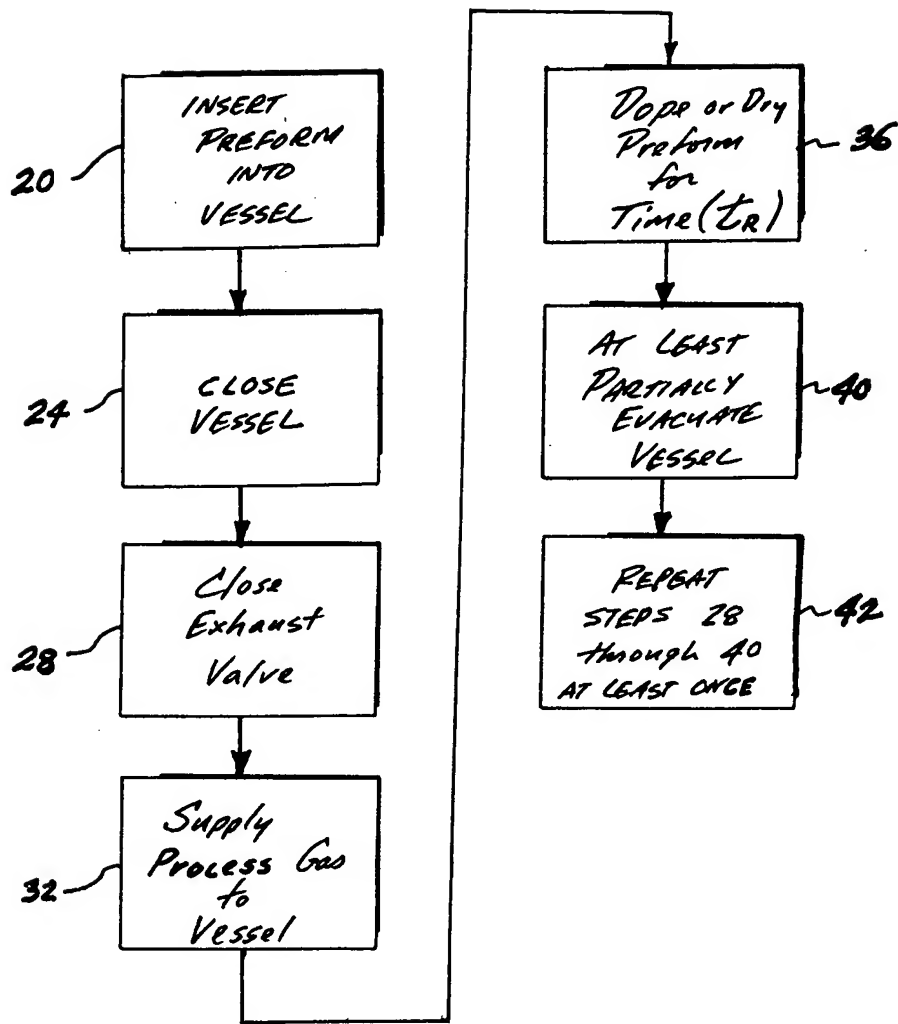 INSERT
PREFORM
INTO
VESSEL
20
CLOSE
VESSEL
24
Close
Exhaust
Valve
28
Supply
Process Gas
to
Vessel
32
Dope or Dry
Preform
for
Time (tR)
36
AT LEAST
PARTIALLY
EVACUATE
VESSEL
40
REPEAT
STEPS 28
through 40
AT LEAST ONCE
42